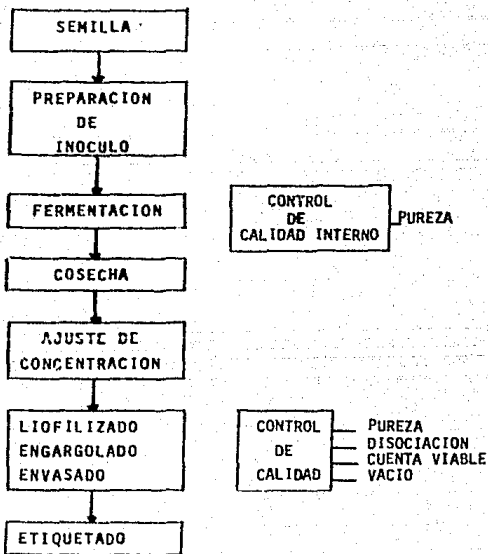 SEMILLA
PREPARACION
DE
INOCULO
FERMENTACION
CONTROL
DE
CALIDAD INTERNO
PUREZA
COSECHA
AJUSTE DE
CONCENTRACION
LIOFILIZADO
ENGARGOLADO
ENVASADO
CONTROL
DE
CALIDAD
PUREZA
DISOCIACION
CUENTA VIABLE
VACIO
ETIQUETADO